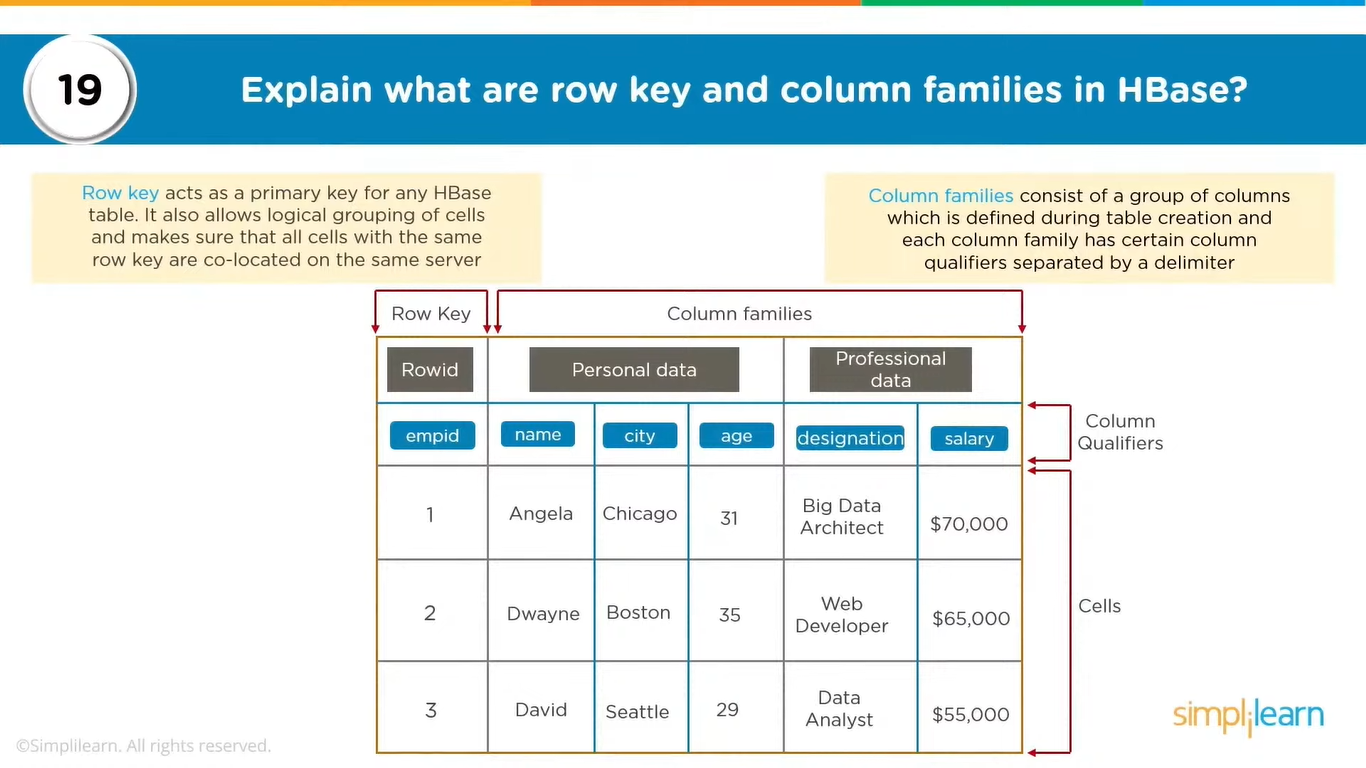 19
Explain what are row key and column families in HBase?
Row key acts as a primary key for any HBase
table. It also allows logical grouping of cells
and makes sure that all cells with the same
row key are co-located on the same server
Column families consist of a group of columns
which is defined during table creation and
each column family has certain column
qualifiers separated by a delimiter
Row Key
Column families
Rowid
Personal data
Professional
data
empid
name
city
age
designation
salary
Column
Qualifiers
1
Angela
Chicago
31
Big Data
Architect
$70,000
2
Dwayne
Boston
35
Web
Developer
$65,000
Cells
3
David
Seattle
29
Data
Analyst
$55,000
simplilearn
©Simplilearn. All rights reserved.